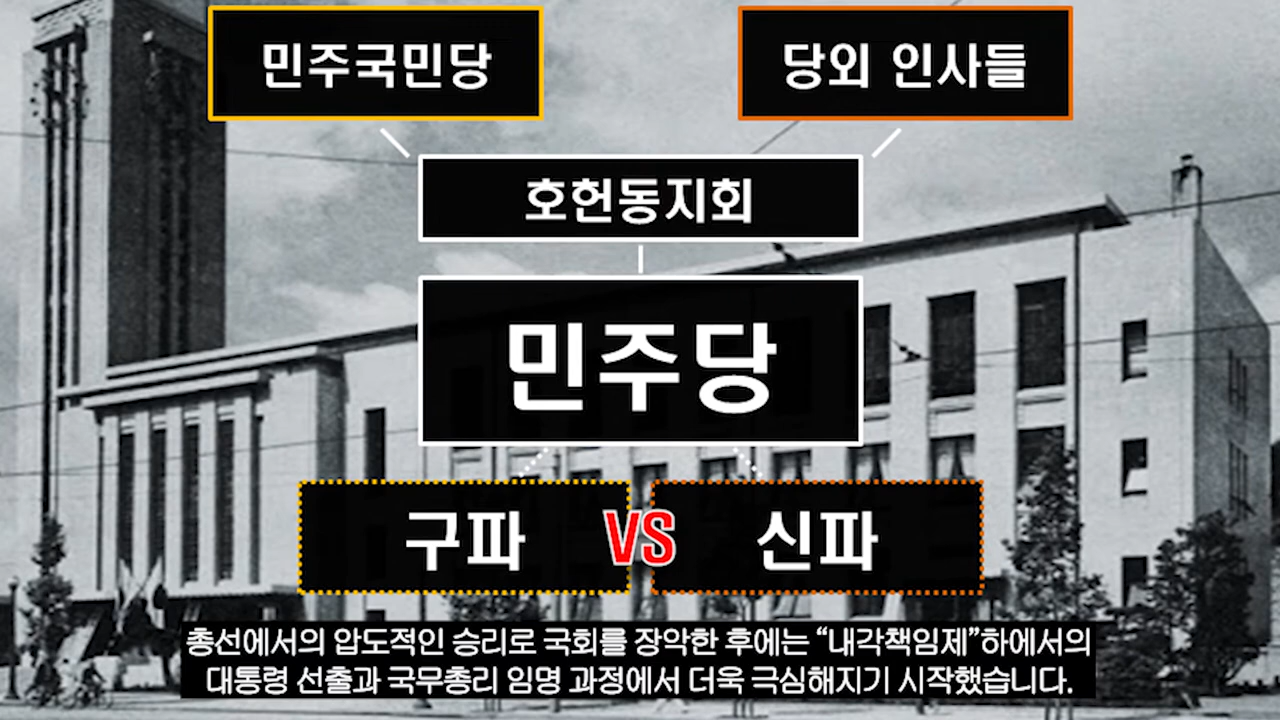 민주국민당
당외 인사들
호헌동지회
민주당
구파
VS
신파
총선에서의 압도적인 승리로 국회를 장악한 후에는 “내각책임제”하에서의
대통령 선출과 국무총리 임명 과정에서 더욱 극심해지기 시작했습니다.